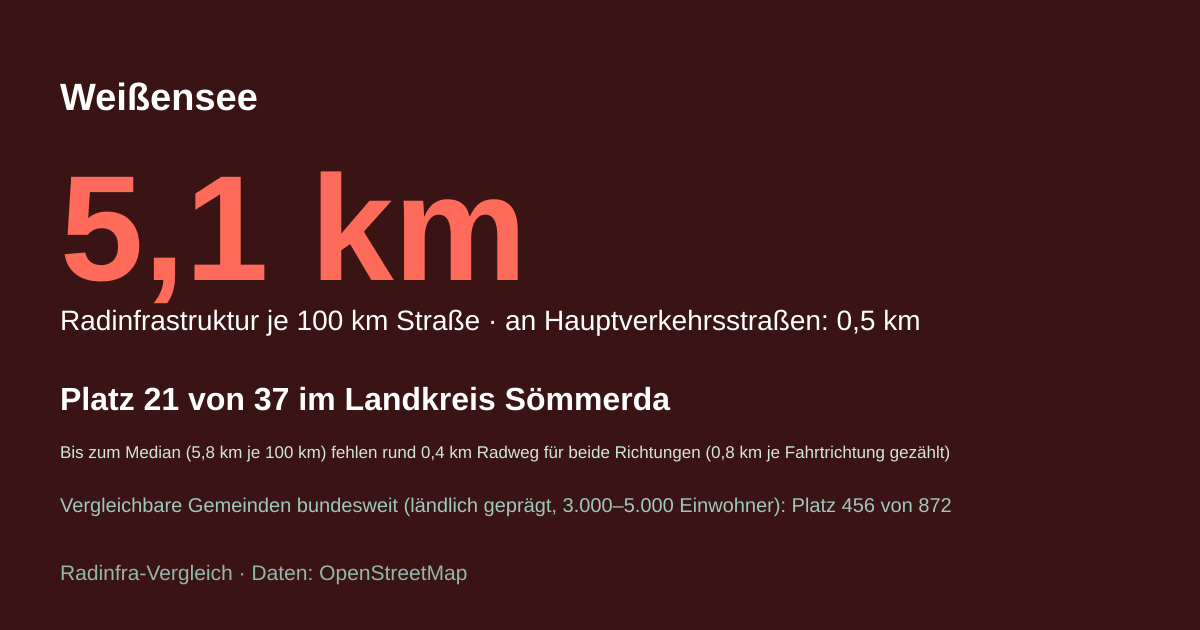 Weißensee
5,1 km
Radinfrastruktur je 100 km Straße · an Hauptverkehrsstraßen: 0,5 km
Platz 21 von 37 im Landkreis Sömmerda
Bis zum Median (5,8 km je 100 km) fehlen rund 0,4 km Radweg für beide Richtungen (0,8 km je Fahrtrichtung gezählt)
Vergleichbare Gemeinden bundesweit (ländlich geprägt, 3.000–5.000 Einwohner): Platz 456 von 872
Radinfra-Vergleich · Daten: OpenStreetMap